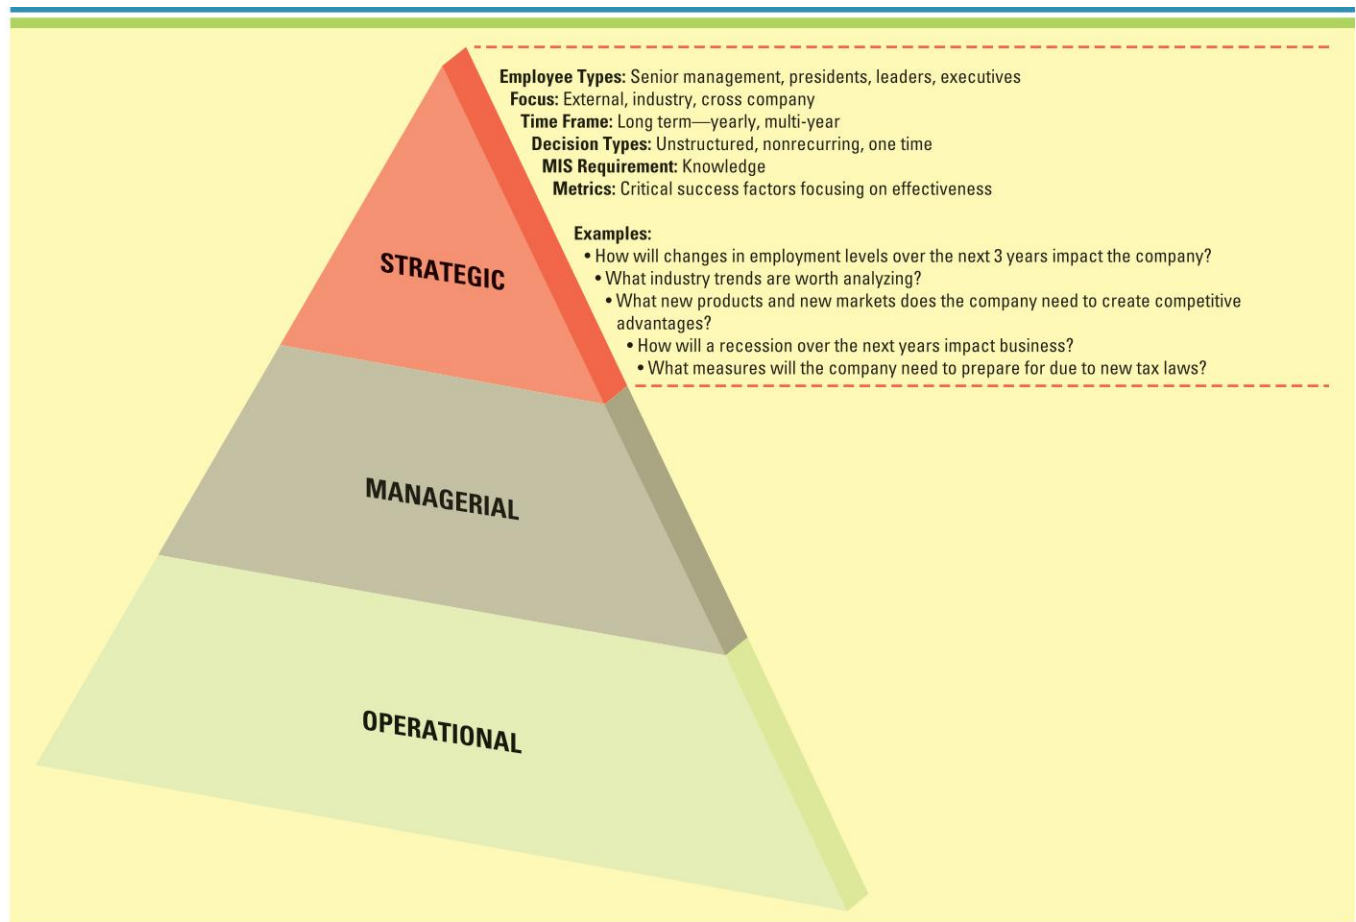 Employee Types: Senior management, presidents, leaders, executives
Focus: External, industry, cross company
Time Frame: Long term—yearly, multi-year
Decision Types: Unstructured, nonrecurring, one time
MIS Requirement: Knowledge
Metrics: Critical success factors focusing on effectiveness
Examples:
• How will changes in employment levels over the next 3 years impact the company?
• What industry trends are worth analyzing?
• What new products and new markets does the company need to create competitive
advantages?
• How will a recession over the next years impact business?
• What measures will the company need to prepare for due to new tax laws?
STRATEGIC
MANAGERIAL
OPERATIONAL